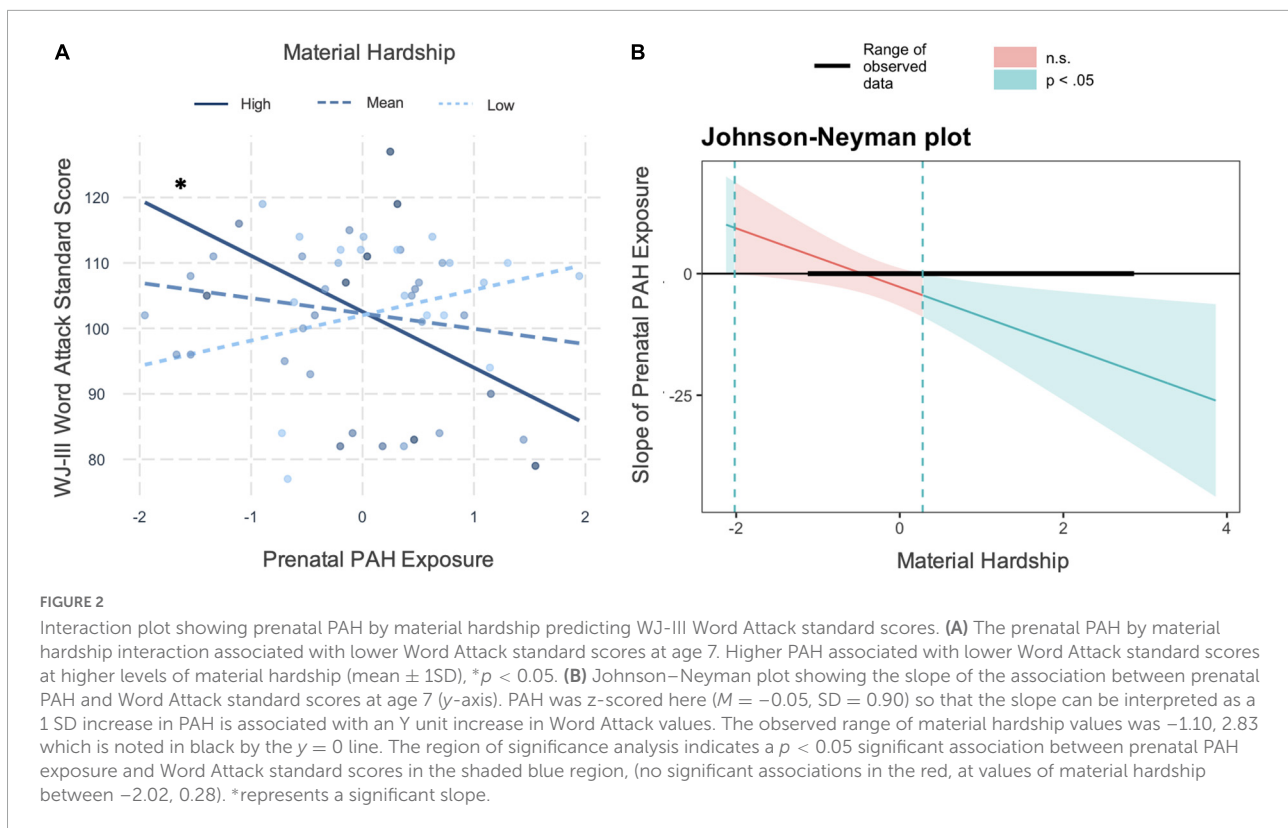 A
Material Hardship
High
Mean
Low
WJ-III Word Attack Standard Score
120
110
100
90
80
*
-2
-1
0
1
2
Prenatal PAH Exposure
B
Range of
observed
data
n.s.
p < .05
Johnson-Neyman plot
Slope of Prenatal PAH Exposure
0
-25
-2
0
2
4
Material Hardship
FIGURE 2
Interaction plot showing prenatal PAH by material hardship predicting WJ-III Word Attack standard scores. (A) The prenatal PAH by material
hardship interaction associated with lower Word Attack standard scores at age 7. Higher PAH associated with lower Word Attack standard scores
at higher levels of material hardship (mean ± 1SD), *p < 0.05. (B) Johnson–Neyman plot showing the slope of the association between prenatal
PAH and Word Attack standard scores at age 7 (y-axis). PAH was z-scored here (M = −0.05, SD = 0.90) so that the slope can be interpreted as a
1 SD increase in PAH is associated with an Y unit increase in Word Attack values. The observed range of material hardship values was −1.10, 2.83
which is noted in black by the y = 0 line. The region of significance analysis indicates a p < 0.05 significant association between prenatal PAH
exposure and Word Attack standard scores in the shaded blue region, (no significant associations in the red, at values of material hardship
between −2.02, 0.28). *represents a significant slope.